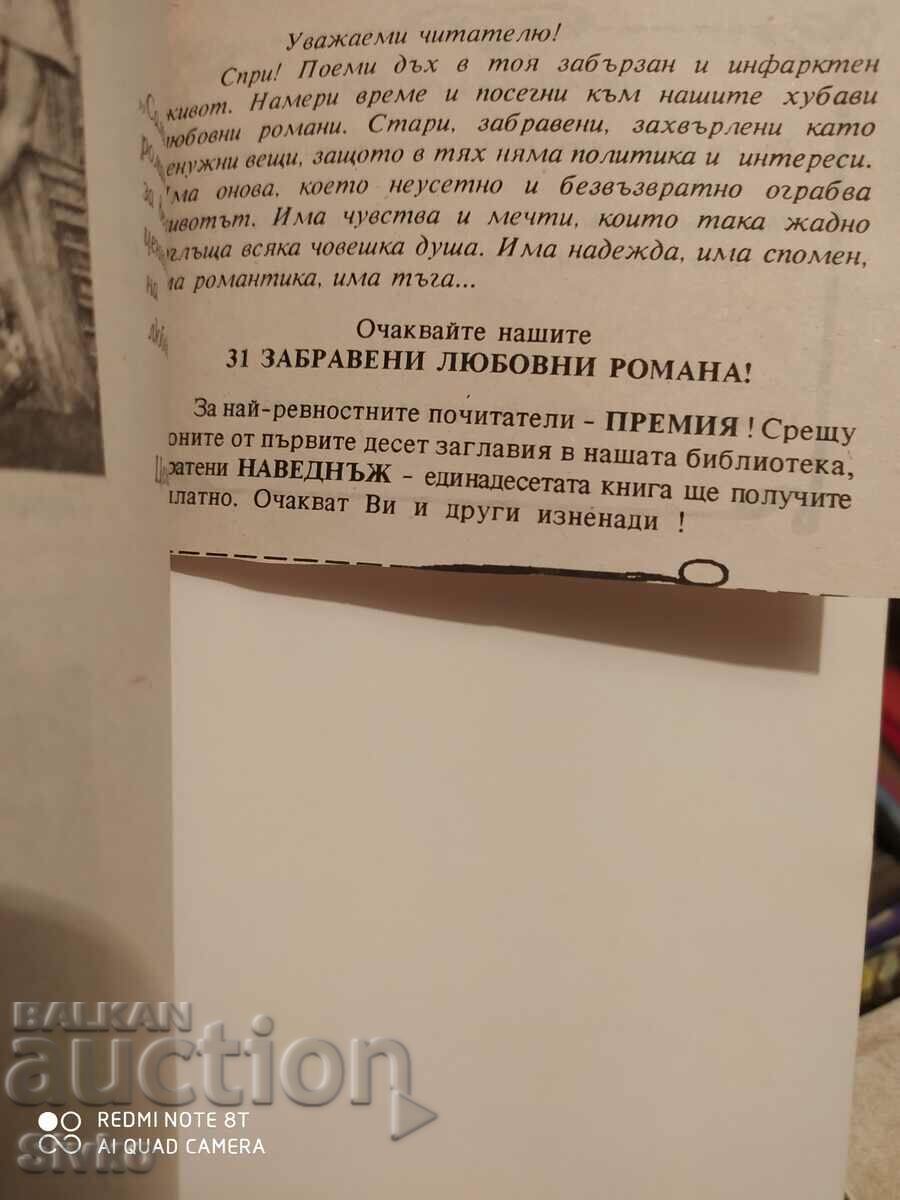 Уважаеми читателю!
Спри! Поеми дъх в тоя забързан и инфарктен
живот. Намери време и посегни към нашите хубави
любовни романи. Стари, забравени, захвърлени като
ненужни вещи, защото в тях няма политика и интереси.
Има онова, което неусетно и безвъзвратно ограбва
животът. Има чувства и мечти, които така жадно
поглъща всяка човешка душа. Има надежда, има спомен,
има романтика, има тъга...
Очаквайте нашите
31 ЗАБРАВЕНИ ЛЮБОВНИ РОМАНА!
За най-ревностните почитатели - ПРЕМИЯ ! Срещу
от първите десет заглавия в нашата библиотека,
НАВЕДНЪЖ - единадесетата книга ще получите
Очакват Ви и други изненади !
BALKAN
auction
REDMI NOTE 8T
AI QUAD CAMERA
Sivko